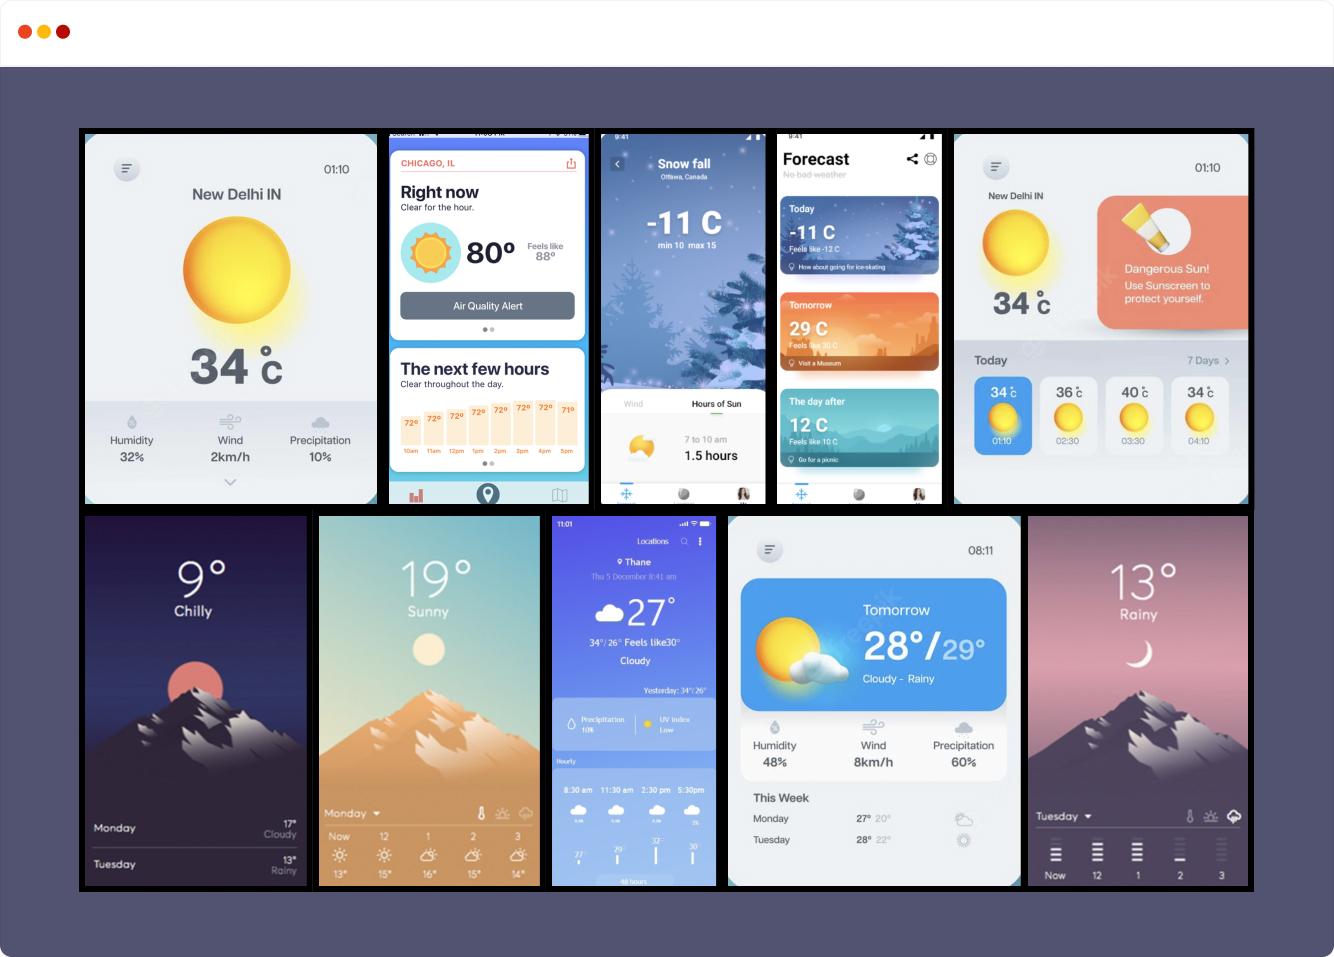 01:10
New Delhi IN
34 °C
Humidity
32%
Wind
2km/h
Precipitation
10%
CHICAGO, IL
Right now
Clear for the hour.
80°
Feels like
88°
Air Quality Alert
The next few hours
Clear throughout the day.
72° 72° 72° 72° 72° 72° 72° 71°
10am 11am 12pm 1pm 2pm 3pm 4pm 5pm
9:41
Snow fall
Ottawa, Canada
-11 C
min 10 max 15
Wind
Hours of Sun
7 to 10 am
1.5 hours
9:41
Forecast
No bad weather
Today
-11 C
Feels like -12 C
How about going for ice-skating
Tomorrow
29 C
Feels like 30 C
Visit a Museum
The day after
12 C
Feels like 10 C
Go for a picnic
01:10
New Delhi IN
34 °C
Dangerous Sun!
Use Sunscreen to
protect yourself.
Today
7 Days
34°C 36°C 40°C 34°C
01:10 02:30 03:30 04:10
9°
Chilly
Monday
17°
Cloudy
Tuesday
13°
Rainy
19°
Sunny
Monday
Now 12 1 2 3
13° 15° 16° 15° 14°
11:01
Locations
Thane
Thu 5 December 8:41 am
27°
34°/26° Feels like30°
Cloudy
Yesterday: 34°/26°
Precipitation
10%
UV index
Low
Hourly
8:30 am 11:30 am 2:30 pm 5:30pm
27° 29° 32° 30°
48 hours
08:11
Tomorrow
28°/29°
Cloudy - Rainy
Humidity
48%
Wind
8km/h
Precipitation
60%
This Week
Monday 27° 20°
Tuesday 28° 22°
13°
Rainy
Tuesday
Now 12 1 2 3